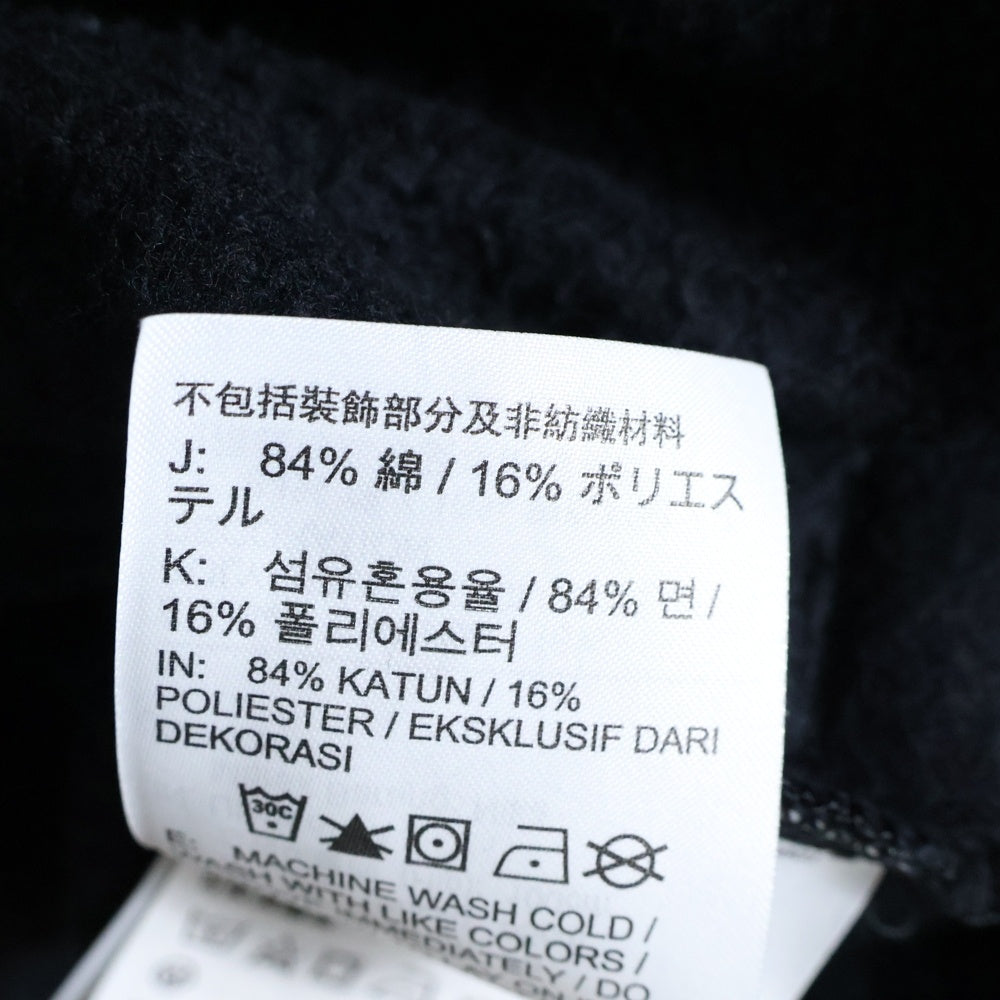 不包括裝飾部分及非紡織材料
J: 84% 綿 / 16% ポリエス
テル
K: 섬유혼용율 / 84% 면 /
16% 폴리에스터
IN: 84% KATUN / 16%
POLIESTER / EKSKLUSIF DARI
DEKORASI
30C
E: MACHINE WASH COLD /
WASH WITH LIKE COLORS /
/ DO